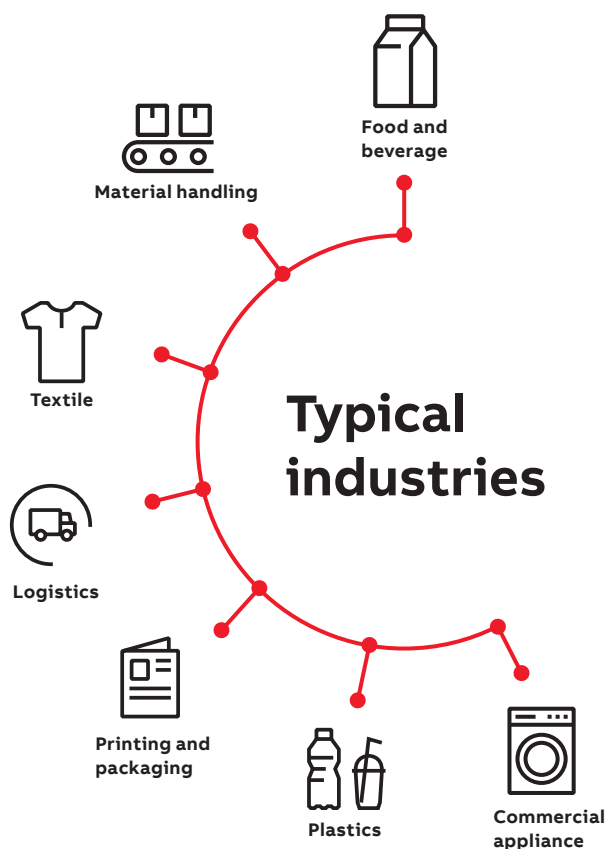 Food and
beverage
Material handling
Textile
Typical
industries
Logistics
Printing and
packaging
Plastics
Commercial
appliance